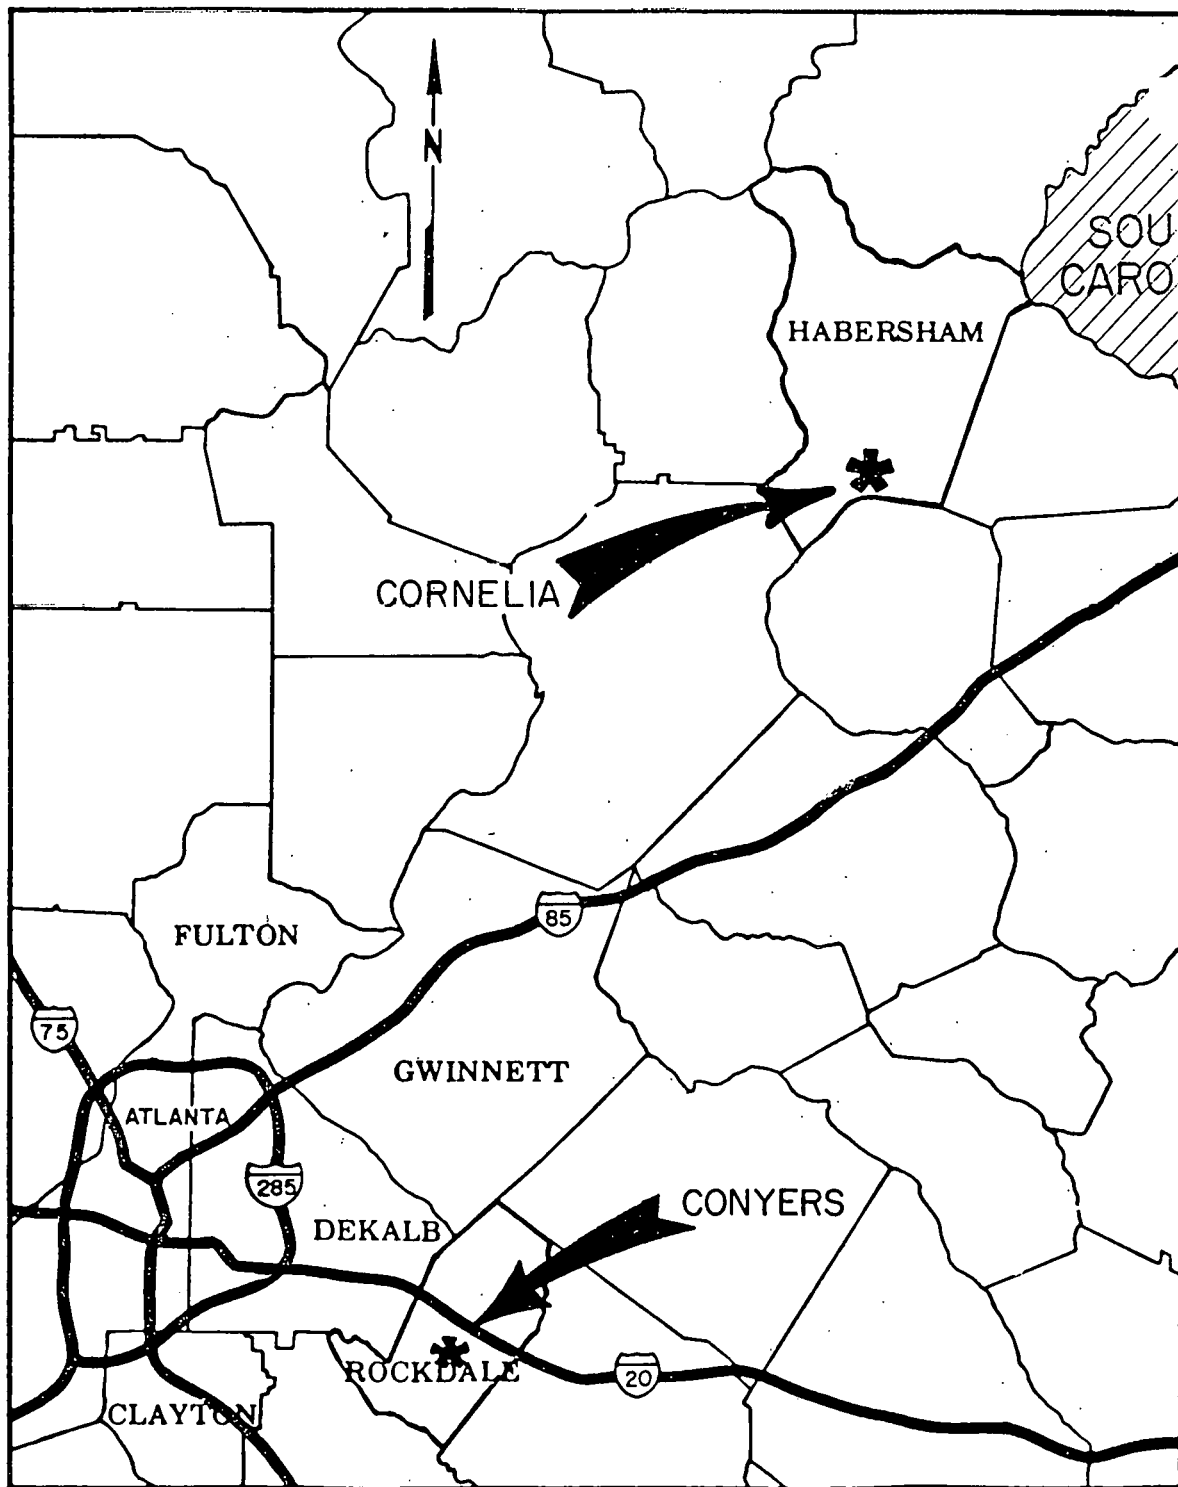 N
SOU
CARO
HABERSHAM
CORNELIA
FULTON
85
75
GWINNETT
ATLANTA
285
CONYERS
DEKALB
ROCKDALE
20
CLAYTON